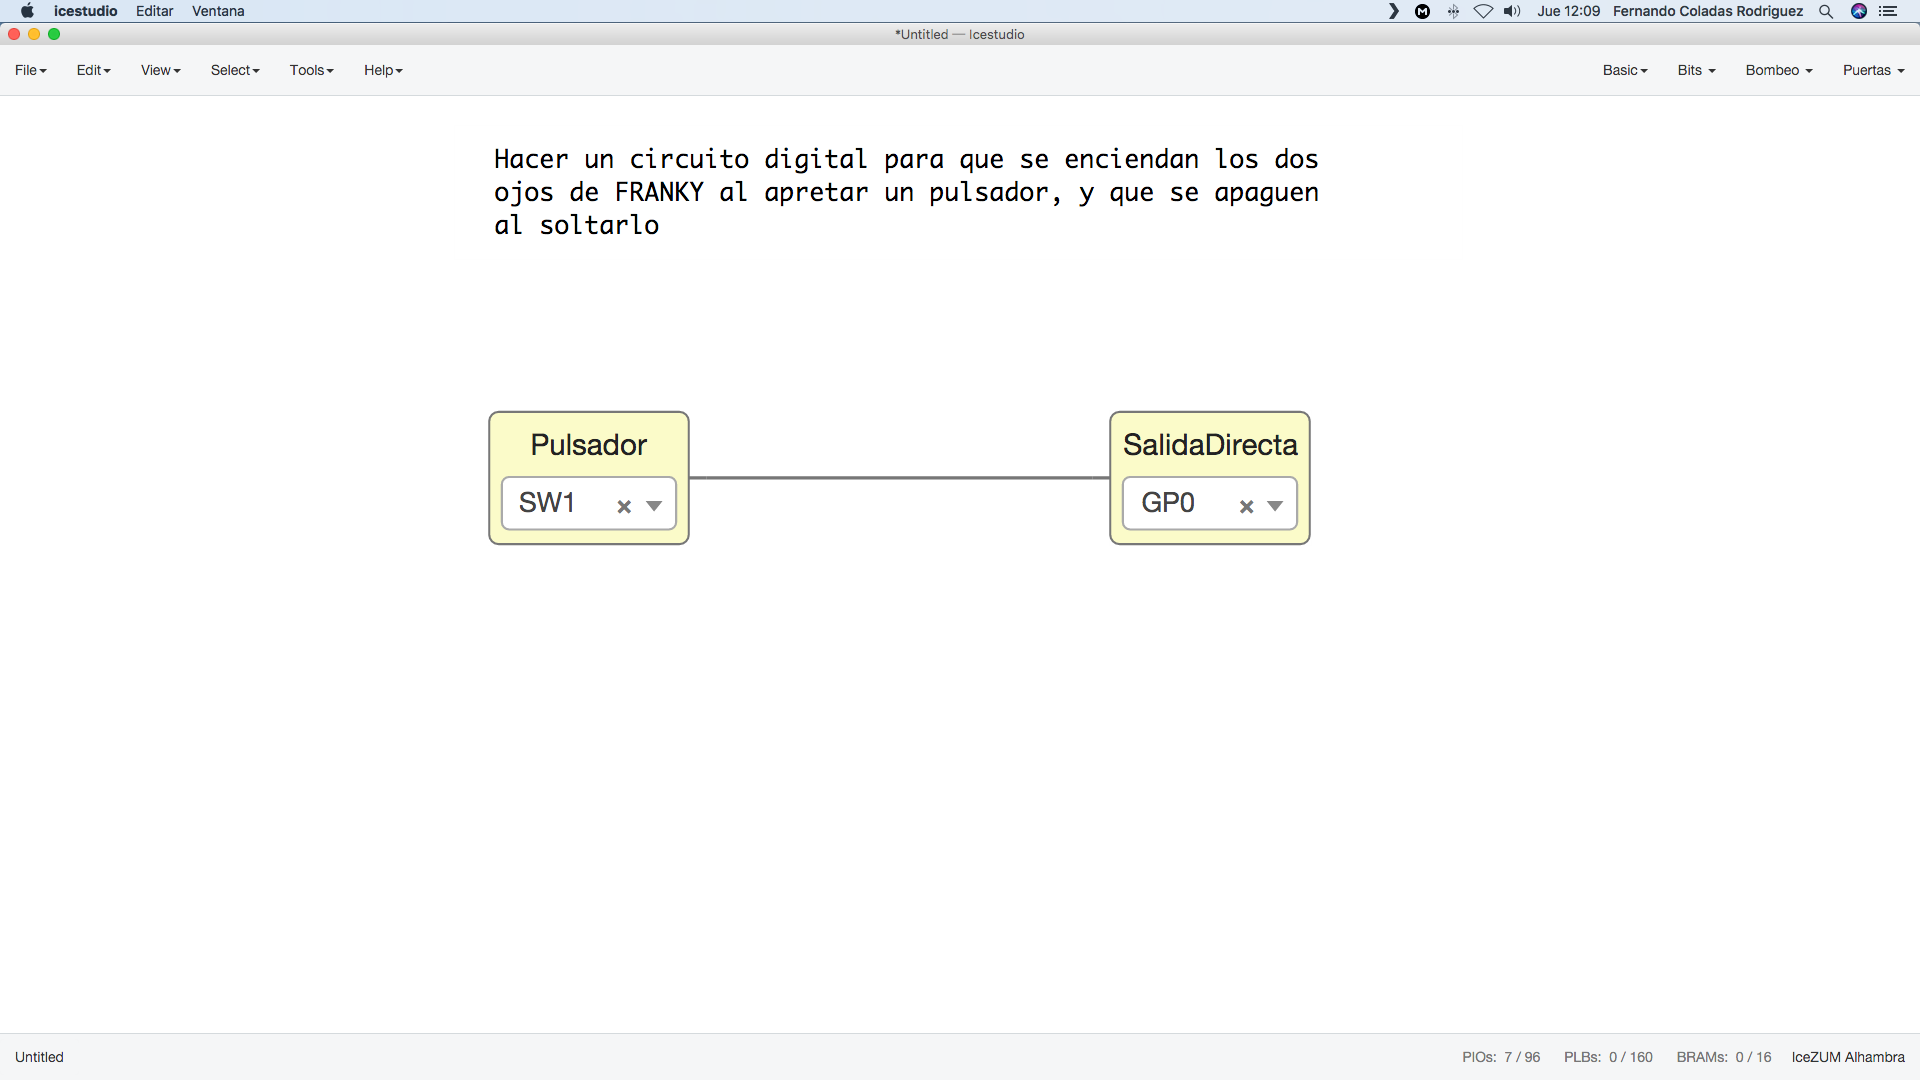 icestudio Editar Ventana Jue 12:09 Fernando Coladas Rodriguez
*Untitled — Icestudio
File Edit View Select Tools Help Basic Bits Bombeo Puertas
Hacer un circuito digital para que se enciendan los dos
ojos de FRANKY al apretar un pulsador, y que se apaguen
al soltarlo
Pulsador SalidaDirecta
SW1 GP0
Untitled PIOs: 7 / 96 PLBs: 0 / 160 BRAMs: 0 / 16 IceZUM Alhambra